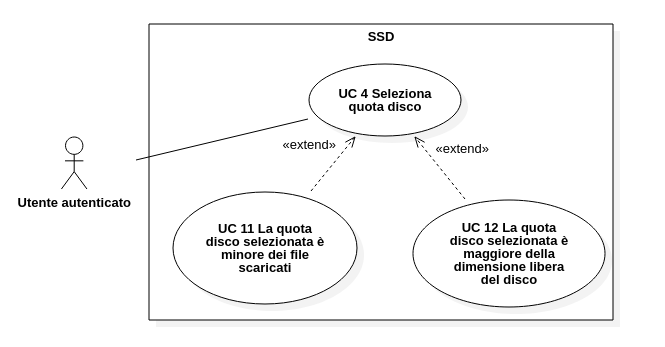 SSD
UC 4 Seleziona
quota disco
«extend»
«extend»
Utente autenticato
UC 11 La quota
disco selezionata è
minore dei file
scaricati
UC 12 La quota
disco selezionata è
maggiore della
dimensione libera
del disco